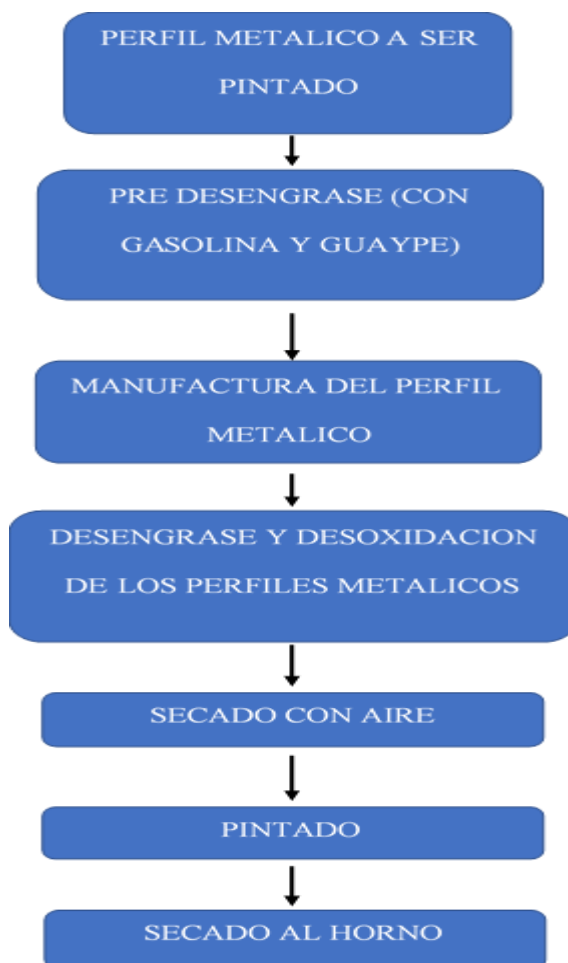 PERFIL METALICO A SER
PINTADO
PRE DESENGRASE (CON
GASOLINA Y GUAYPE)
MANUFACTURA DEL PERFIL
METALICO
DESENGRASE Y DESOXIDACION
DE LOS PERFILES METALICOS
SECADO CON AIRE
PINTADO
SECADO AL HORNO